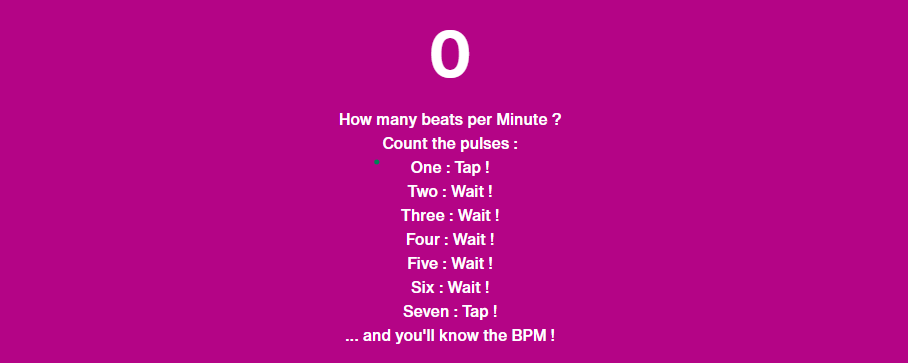 0
How many beats per Minute ?
Count the pulses :
One : Tap !
Two : Wait !
Three : Wait !
Four : Wait !
Five : Wait !
Six : Wait !
Seven : Tap !
... and you'll know the BPM !